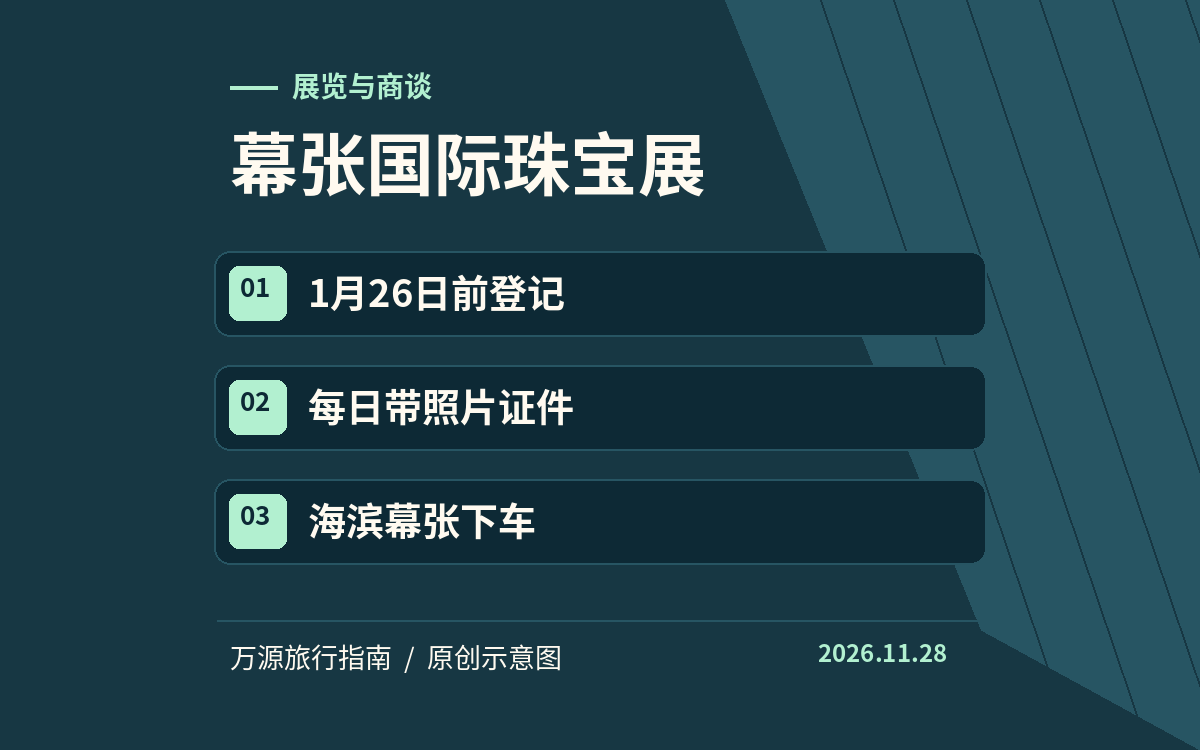 展览与商谈
幕张国际珠宝展
01 1月26日前登记
02 每日带照片证件
03 海滨幕张下车
万源旅行指南 / 原创示意图 2026.11.28